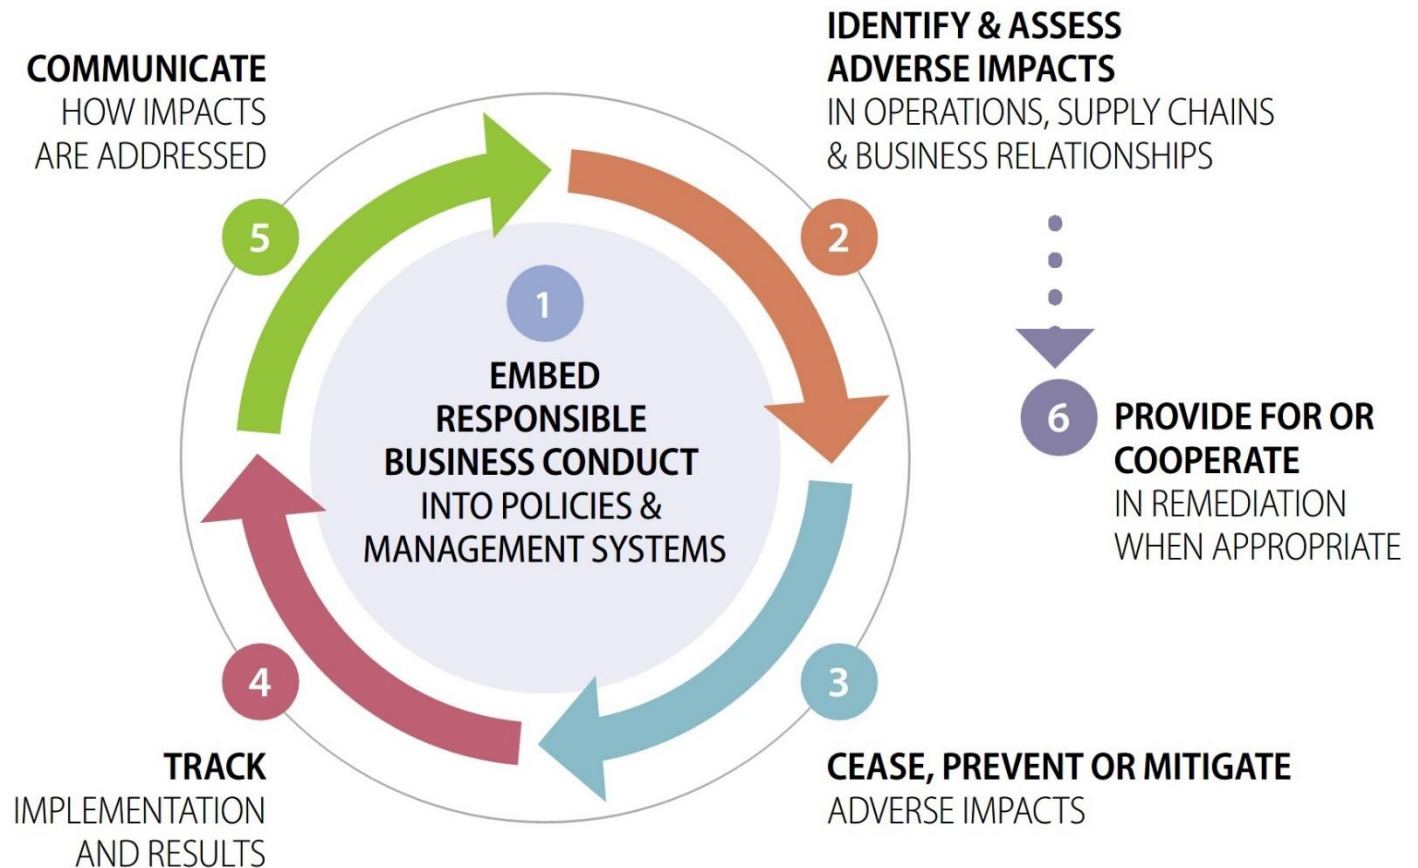 1
EMBED
RESPONSIBLE
BUSINESS CONDUCT
INTO POLICIES &
MANAGEMENT SYSTEMS
2
IDENTIFY & ASSESS
ADVERSE IMPACTS
IN OPERATIONS, SUPPLY CHAINS
& BUSINESS RELATIONSHIPS
3
CEASE, PREVENT OR MITIGATE
ADVERSE IMPACTS
4
TRACK
IMPLEMENTATION
AND RESULTS
5
COMMUNICATE
HOW IMPACTS
ARE ADDRESSED
6
PROVIDE FOR OR
COOPERATE
IN REMEDIATION
WHEN APPROPRIATE